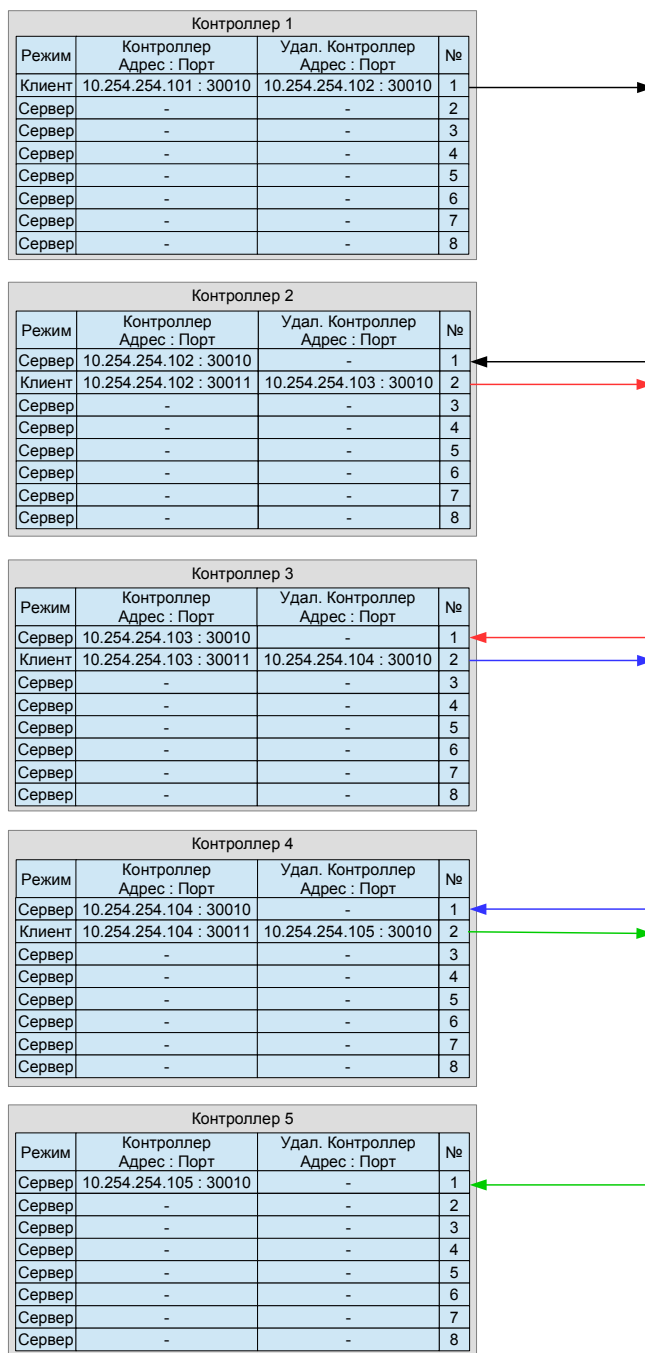 Контроллер 1
Режим Контроллер Адрес : Порт Удал. Контроллер Адрес : Порт №
Клиент 10.254.254.101 : 30010 10.254.254.102 : 30010 1
Сервер - - 2
Сервер - - 3
Сервер - - 4
Сервер - - 5
Сервер - - 6
Сервер - - 7
Сервер - - 8
Контроллер 2
Режим Контроллер Адрес : Порт Удал. Контроллер Адрес : Порт №
Сервер 10.254.254.102 : 30010 - 1
Клиент 10.254.254.102 : 30011 10.254.254.103 : 30010 2
Сервер - - 3
Сервер - - 4
Сервер - - 5
Сервер - - 6
Сервер - - 7
Сервер - - 8
Контроллер 3
Режим Контроллер Адрес : Порт Удал. Контроллер Адрес : Порт №
Сервер 10.254.254.103 : 30010 - 1
Клиент 10.254.254.103 : 30011 10.254.254.104 : 30010 2
Сервер - - 3
Сервер - - 4
Сервер - - 5
Сервер - - 6
Сервер - - 7
Сервер - - 8
Контроллер 4
Режим Контроллер Адрес : Порт Удал. Контроллер Адрес : Порт №
Сервер 10.254.254.104 : 30010 - 1
Клиент 10.254.254.104 : 30011 10.254.254.105 : 30010 2
Сервер - - 3
Сервер - - 4
Сервер - - 5
Сервер - - 6
Сервер - - 7
Сервер - - 8
Контроллер 5
Режим Контроллер Адрес : Порт Удал. Контроллер Адрес : Порт №
Сервер 10.254.254.105 : 30010 - 1
Сервер - - 2
Сервер - - 3
Сервер - - 4
Сервер - - 5
Сервер - - 6
Сервер - - 7
Сервер - - 8